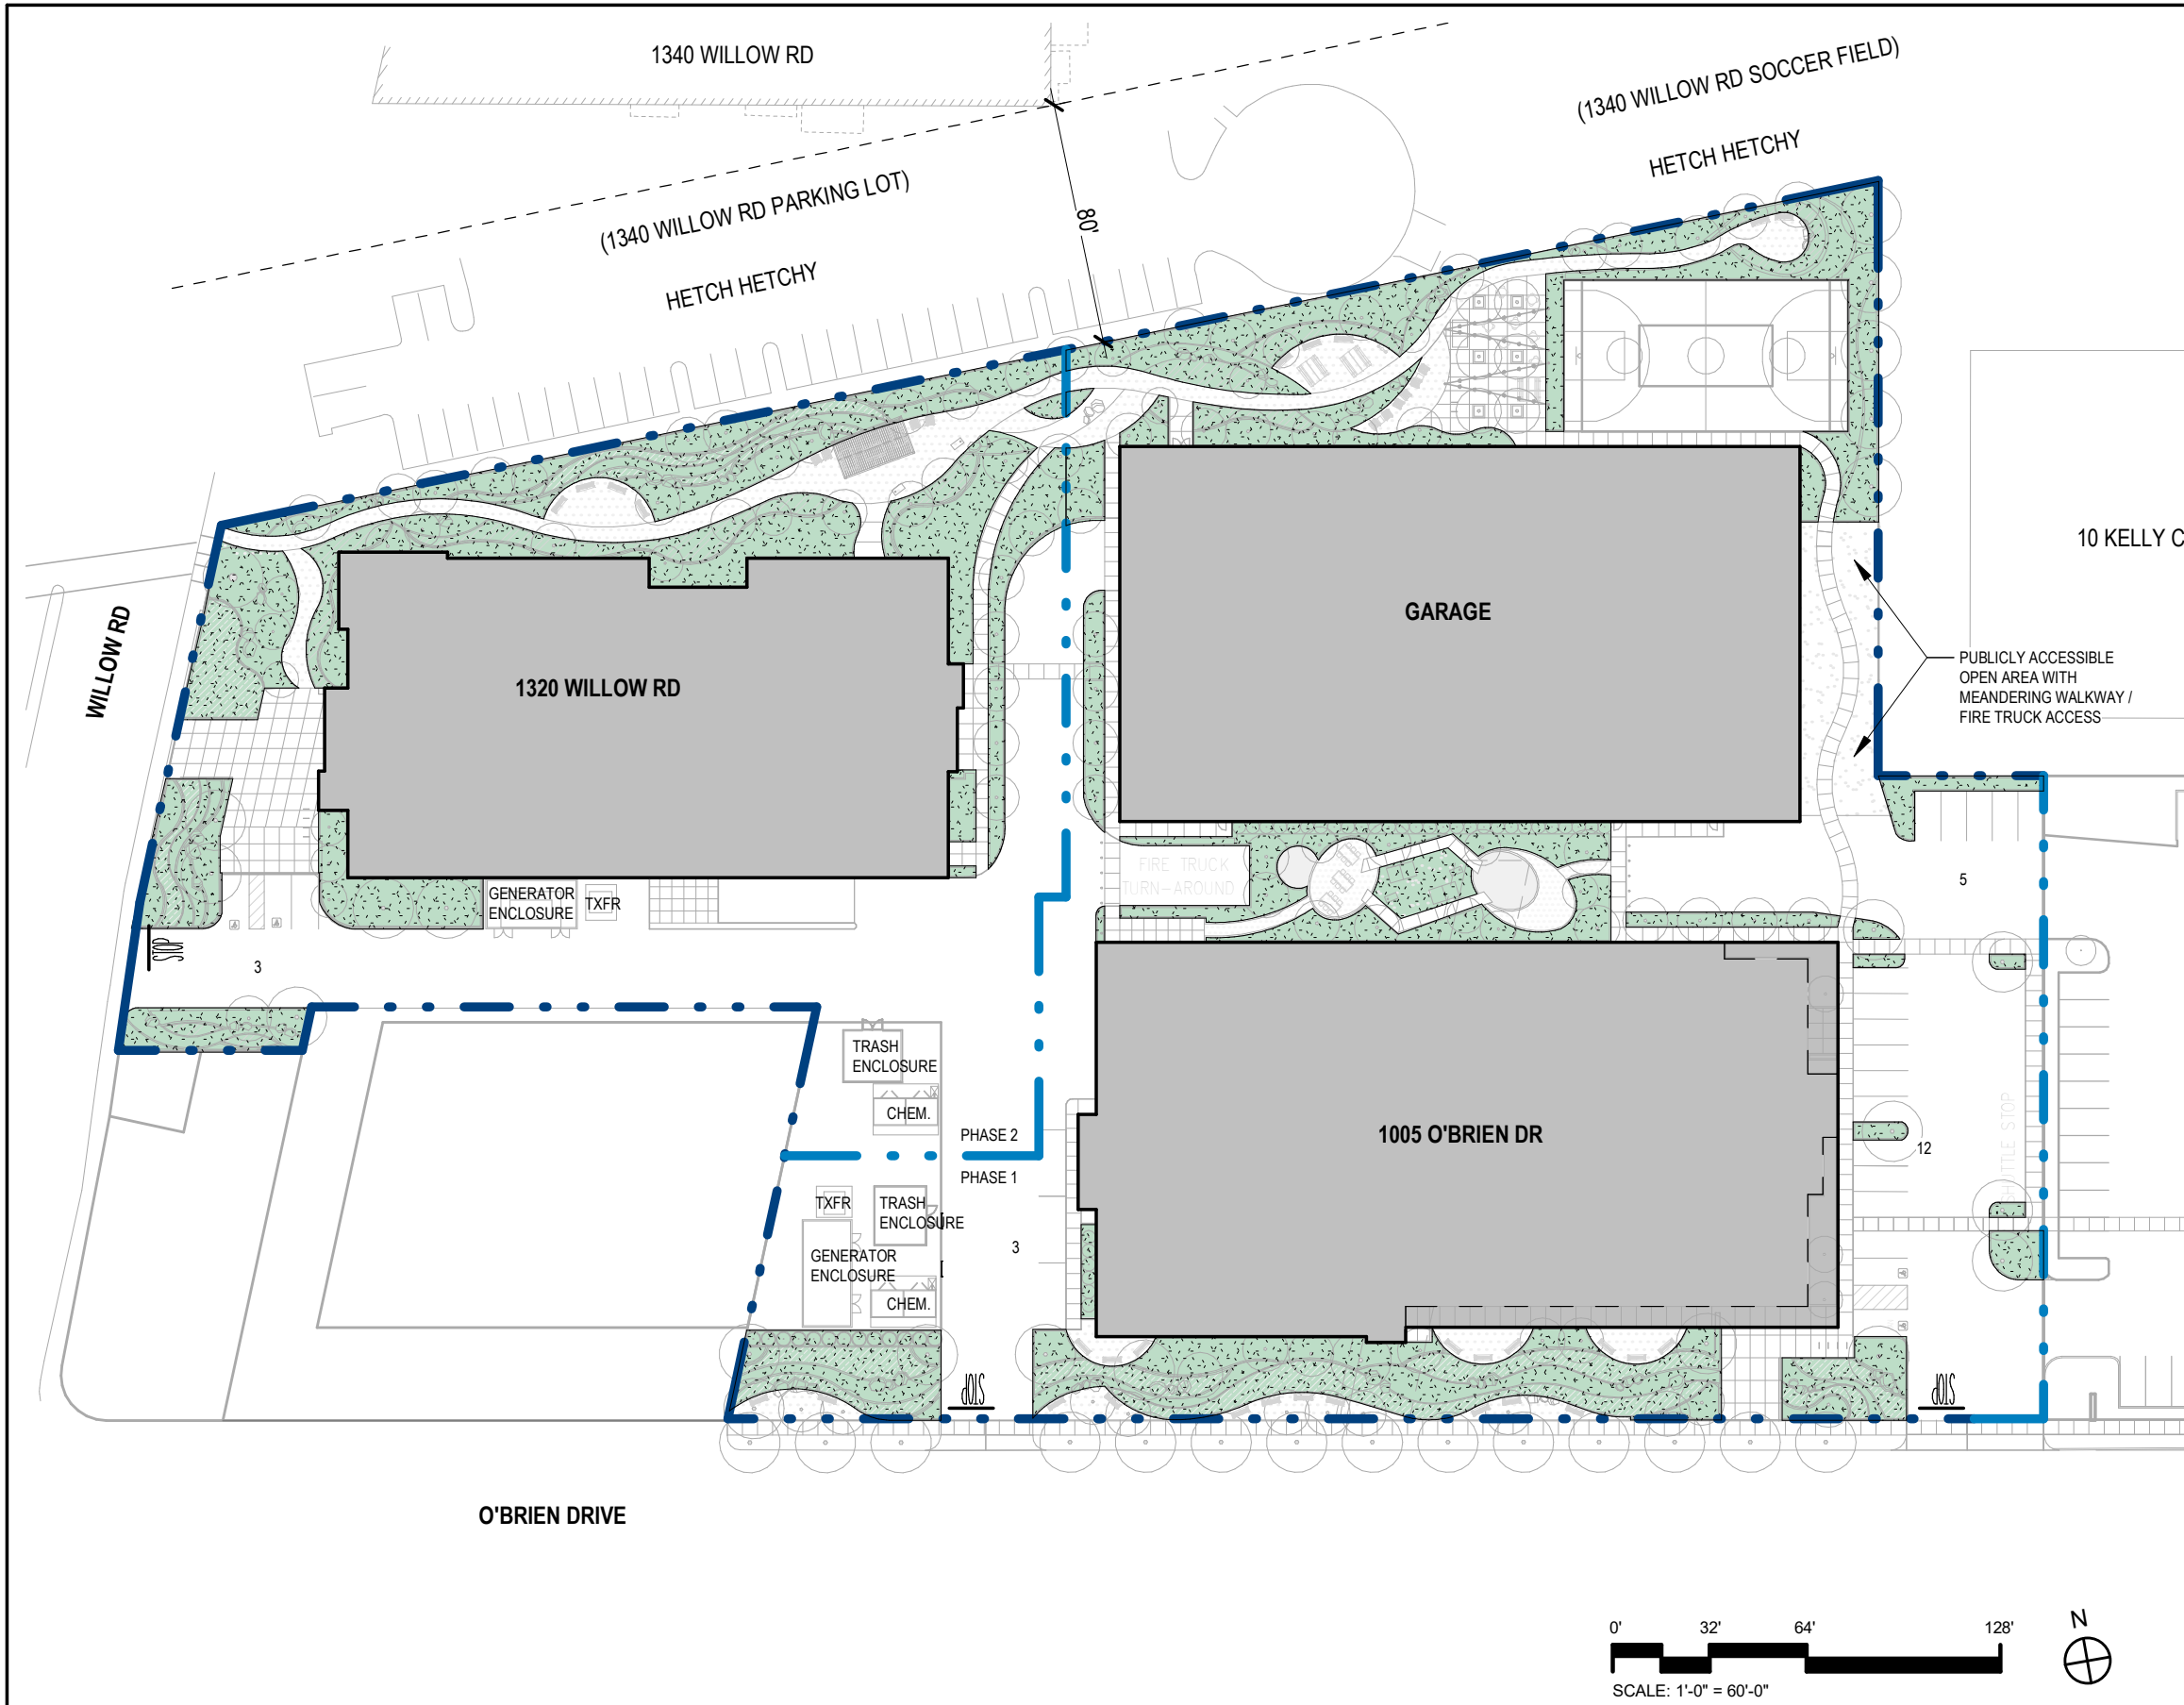 1340 WILLOW RD
(1340 WILLOW RD SOCCER FIELD)
HETCH HETCHY
(1340 WILLOW RD PARKING LOT)
80'
HETCH HETCHY
10 KELLY C
GARAGE
WILLOW RD
1320 WILLOW RD
PUBLICLY ACCESSIBLE
OPEN AREA WITH
MEANDERING WALKWAY /
FIRE TRUCK ACCESS
FIRE TRUCK
TURN-AROUND
5
GENERATOR
ENCLOSURE
TXFR
STOP
3
TRASH
ENCLOSURE
CHEM.
PHASE 2
PHASE 1
1005 O'BRIEN DR
12
SHUTTLE STOP
TXFR
TRASH
ENCLOSURE
3
GENERATOR
ENCLOSURE
CHEM.
STOP
STOP
O'BRIEN DRIVE
0'
32'
64'
128'
N
SCALE: 1'-0" = 60'-0"